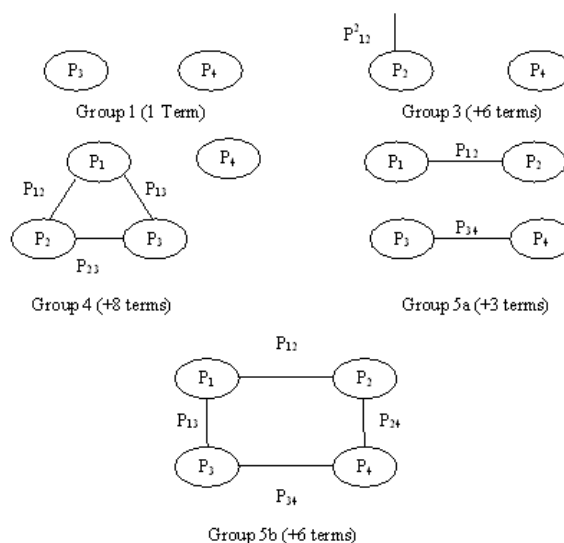 P²₁₂
P₃ P₄ P₂ P₄
Group 1 (1 Term) Group 3 (+6 terms)
P₁ P₄ P₁ P₁₂ P₂
P₁₂ P₁₃
P₂ P₃ P₃ P₃₄ P₄
P₂₃
Group 4 (+8 terms) Group 5a (+3 terms)
P₁₂
P₁ P₂
P₁₃ P₂₄
P₃ P₄
P₃₄
Group 5b (+6 terms)